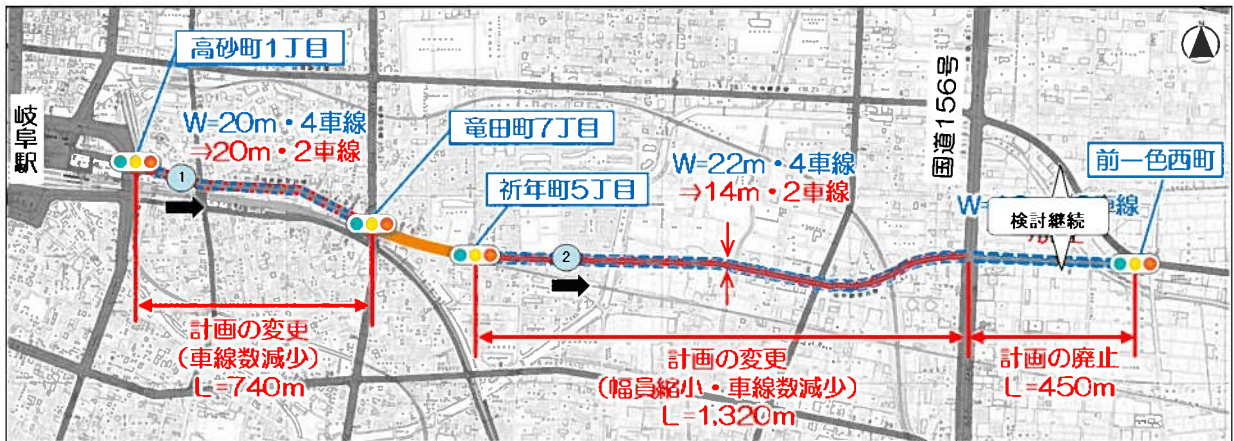 高砂町1丁目
岐阜駅
W=20m・4車線
⇒20m・2車線
1
竜田町7丁目
祈年町5丁目
2
W=22m・4車線
⇒14m・2車線
国道156号
前一色西町
検討継続
計画の変更
(車線数減少)
L=740m
計画の変更
(幅員縮小・車線数減少)
L=1,320m
計画の廃止
L=450m